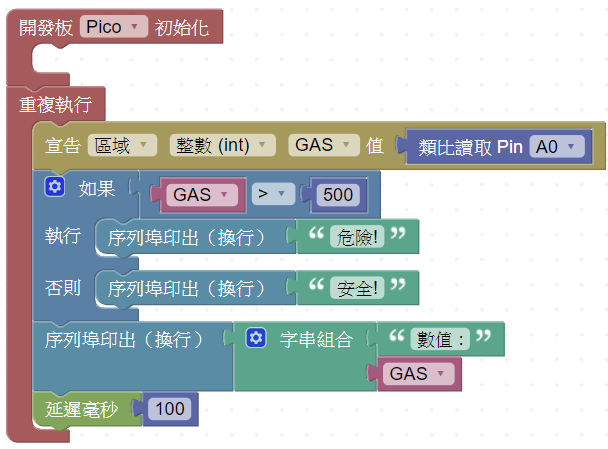 開發板 Pico 初始化
重複執行
宣告 區域 整數 (int) GAS 值 類比讀取 Pin A0
如果 GAS > 500
執行 序列埠印出（換行） “ 危險! ”
否則 序列埠印出（換行） “ 安全! ”
序列埠印出（換行） 字串組合 “ 數值： ”
GAS
延遲毫秒 100